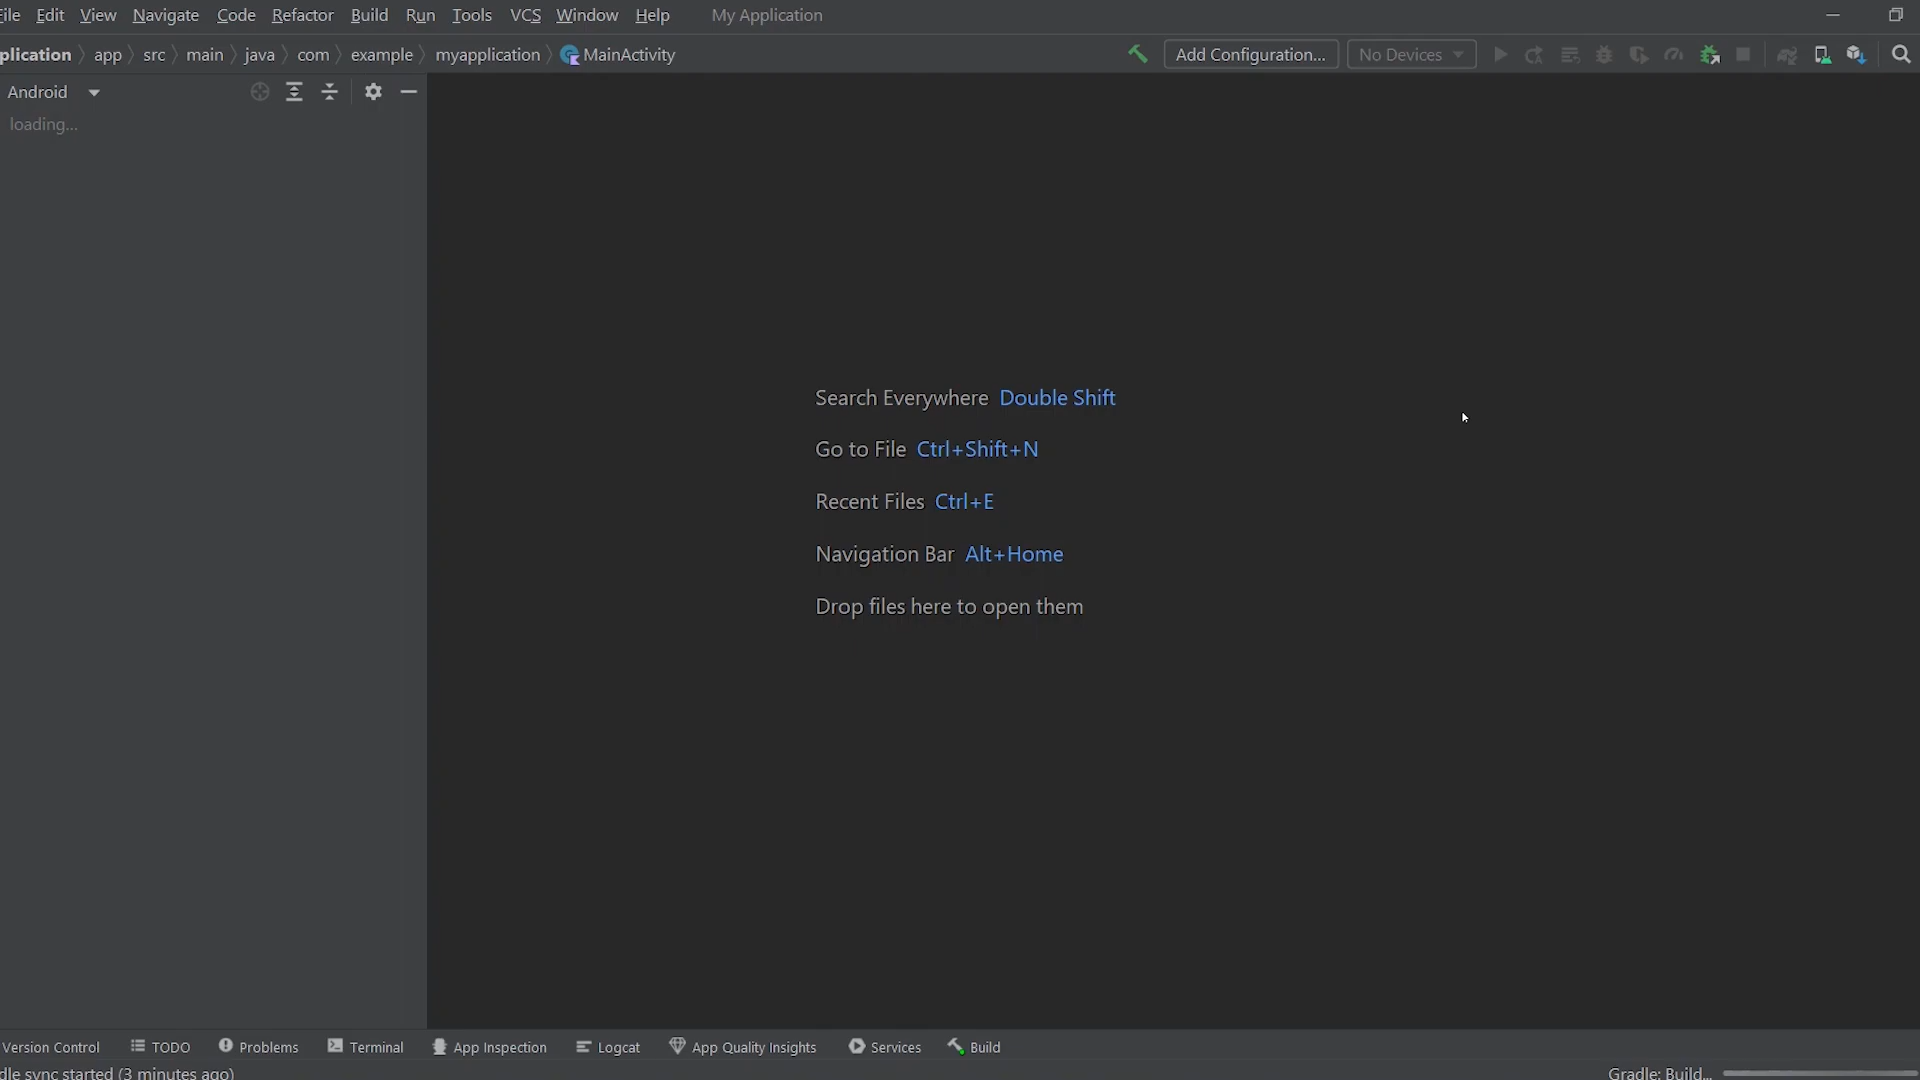 ile Edit View Navigate Code Refactor Build Run Tools VCS Window Help My Application
plication app src main java com example myapplication MainActivity Add Configuration... No Devices
Android
loading...
Search Everywhere Double Shift
Go to File Ctrl+Shift+N
Recent Files Ctrl+E
Navigation Bar Alt+Home
Drop files here to open them
Version Control TODO Problems Terminal App Inspection Logcat App Quality Insights Services Build
dle sync started (3 minutes ago) Gradle: Build...